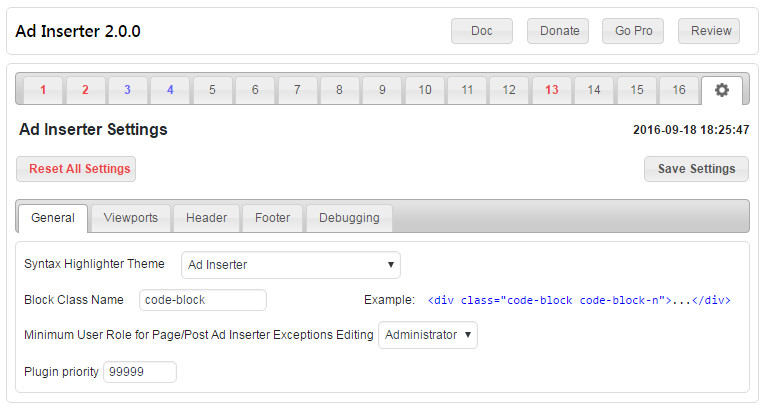 Ad Inserter 2.0.0 Doc Donate Go Pro Review
1 2 3 4 5 6 7 8 9 10 11 12 13 14 15 16
Ad Inserter Settings 2016-09-18 18:25:47
Reset All Settings Save Settings
General Viewports Header Footer Debugging
Syntax Highlighter Theme Ad Inserter
Block Class Name code-block Example: <div class="code-block code-block-n">...</div>
Minimum User Role for Page/Post Ad Inserter Exceptions Editing Administrator
Plugin priority 99999